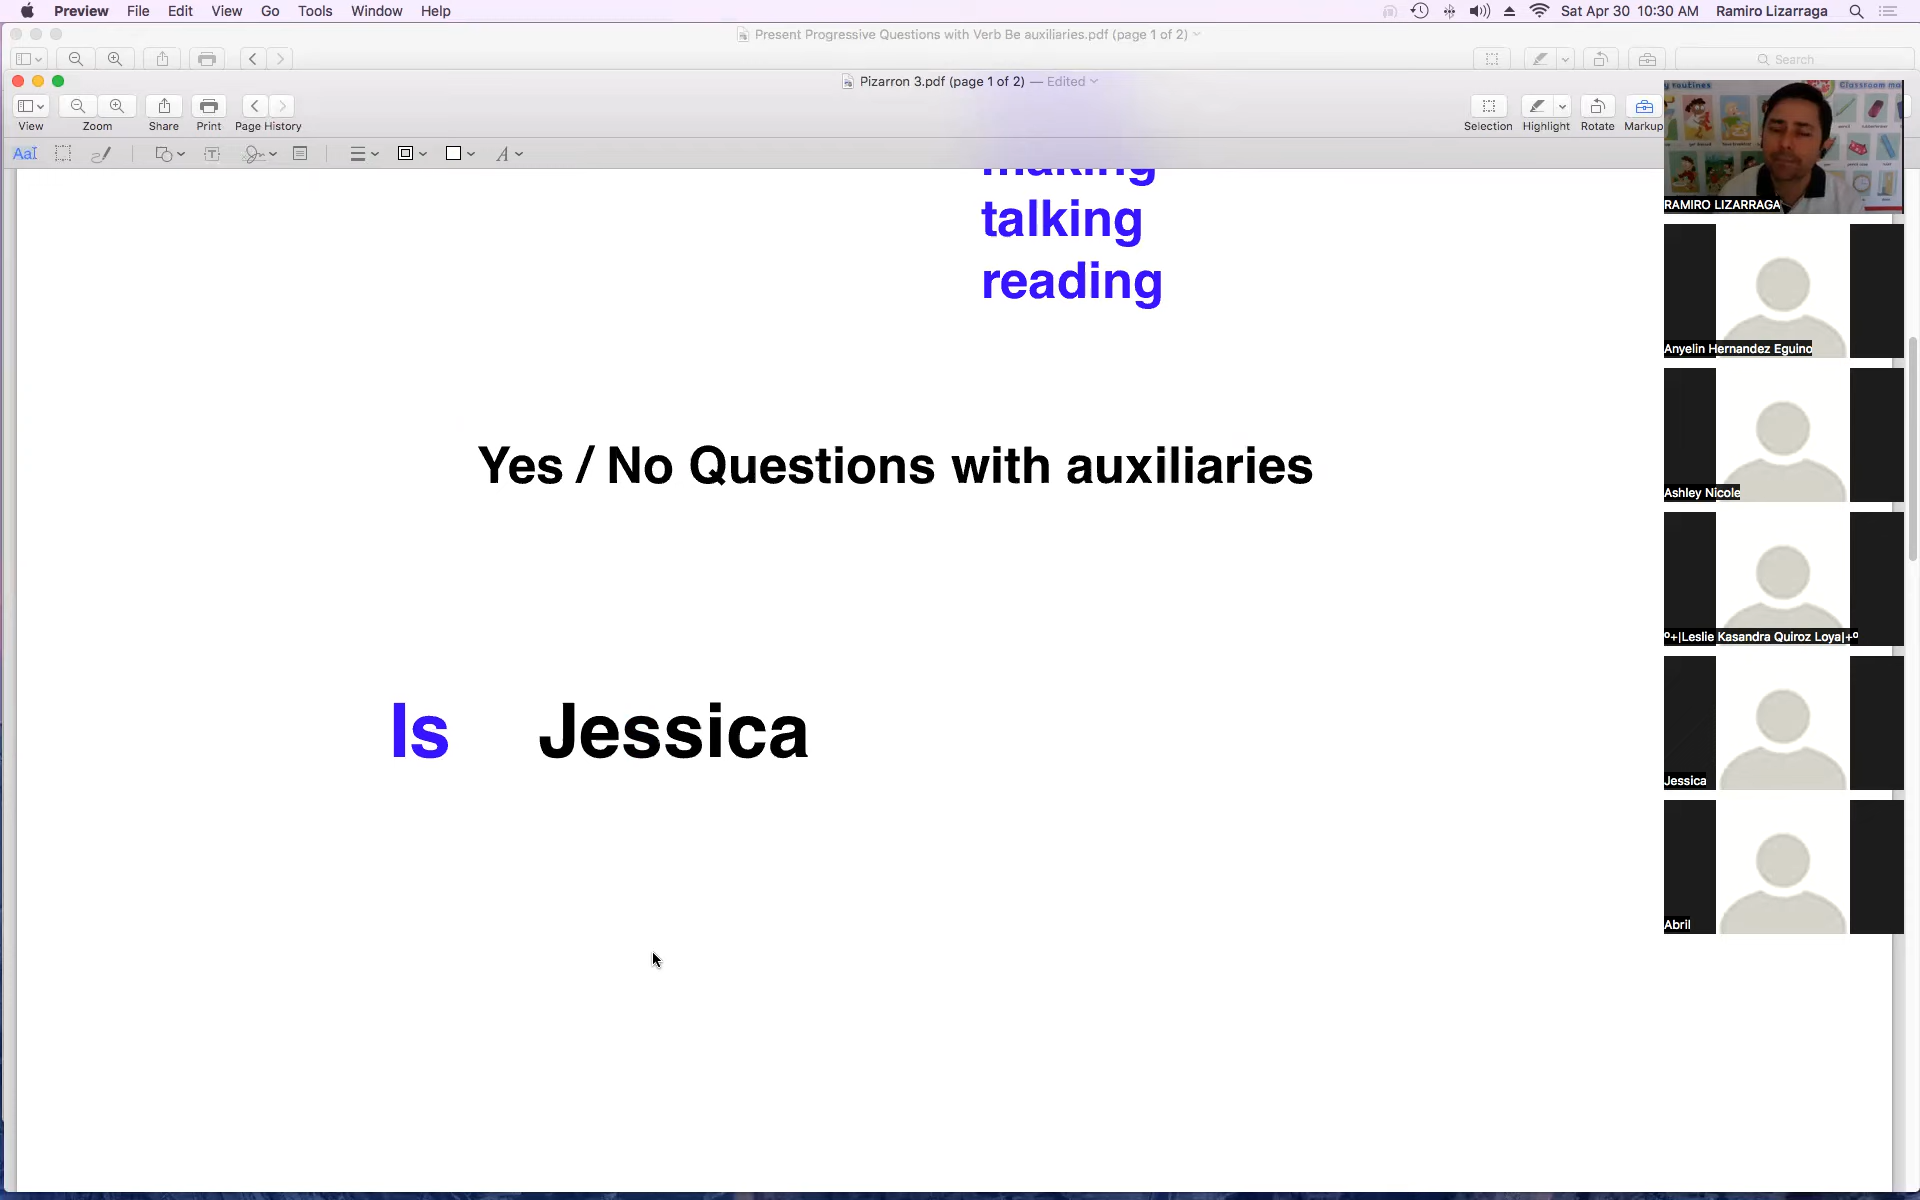 Preview File Edit View Go Tools Window Help Sat Apr 30 10:30 AM Ramiro Lizarraga
Present Progressive Questions with Verb Be auxiliaries.pdf (page 1 of 2)
Search
Pizarron 3.pdf (page 1 of 2) — Edited
View Zoom Share Print Page History Selection Highlight Rotate Markup
making
talking
reading
Yes / No Questions with auxiliaries
Is Jessica
Classroom
RAMIRO LIZARRAGA
Anyelin Hernandez Eguino
Ashley Nicole
º+|Leslie Kasandra Quiroz Loya|+º
Jessica
Abril